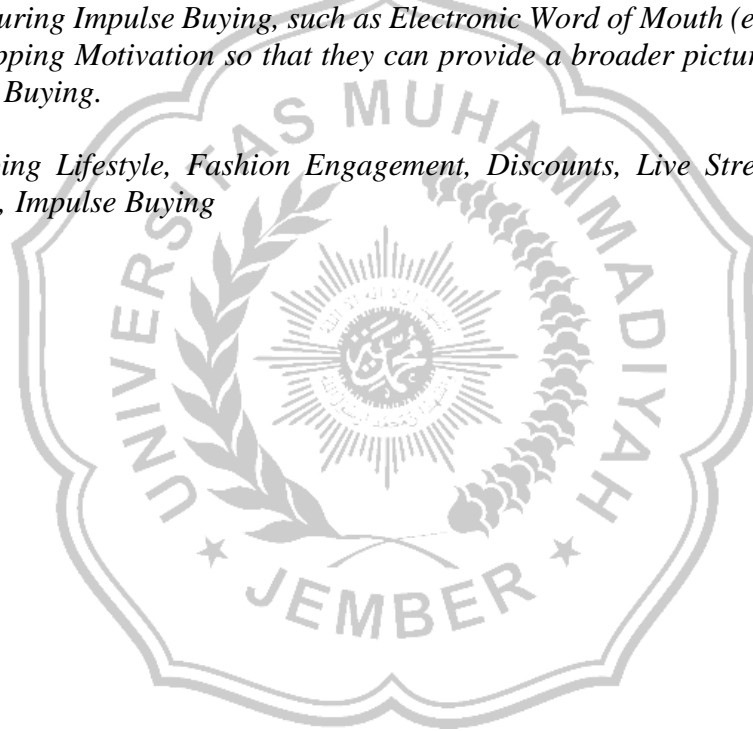 uring Impulse Buying, such as Electronic Word of Mouth (e
pping Motivation so that they can provide a broader pictur
Buying.
ing Lifestyle, Fashion Engagement, Discounts, Live Stre
, Impulse Buying
UNIVERSITAS MUHAMMADIYAH
JEMBER